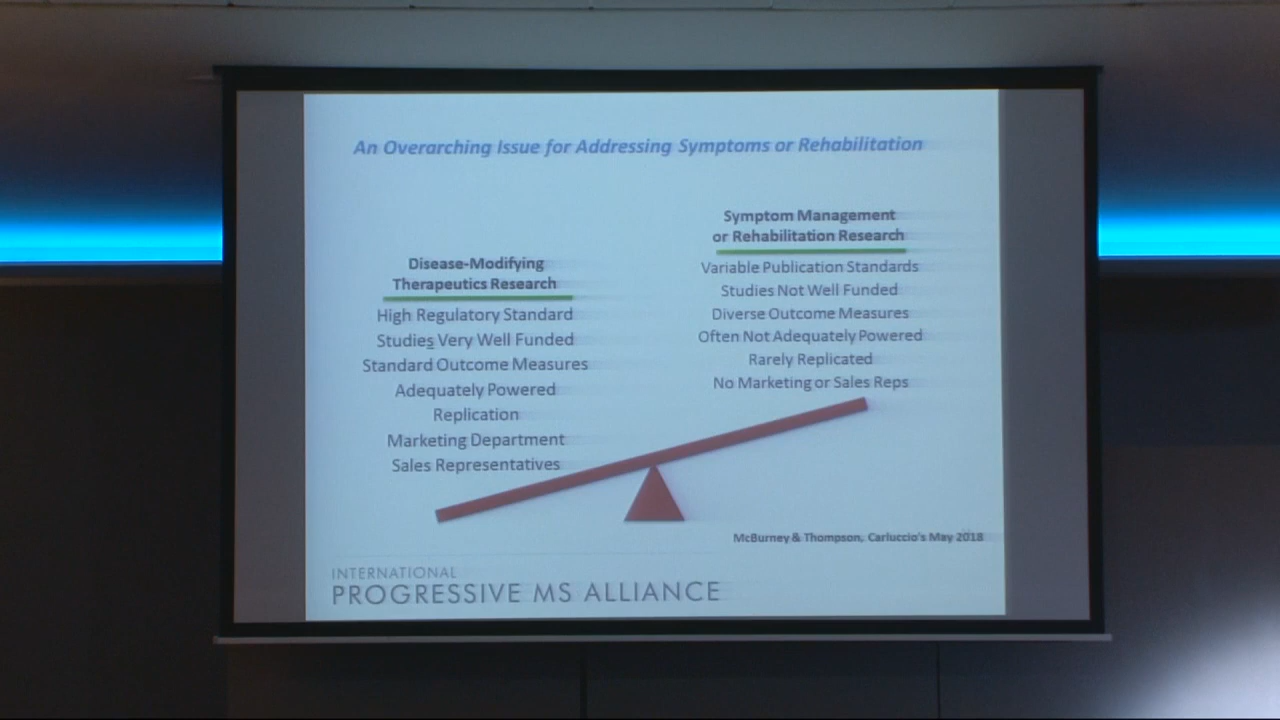 An Overarching Issue for Addressing Symptoms or Rehabilitation
Disease-Modifying
Therapeutics Research
High Regulatory Standard
Studies Very Well Funded
Standard Outcome Measures
Adequately Powered
Replication
Marketing Department
Sales Representatives
Symptom Management
or Rehabilitation Research
Variable Publication Standards
Studies Not Well Funded
Diverse Outcome Measures
Often Not Adequately Powered
Rarely Replicated
No Marketing or Sales Reps
McBurney & Thompson, Carluccio's May 2018
INTERNATIONAL
PROGRESSIVE MS ALLIANCE